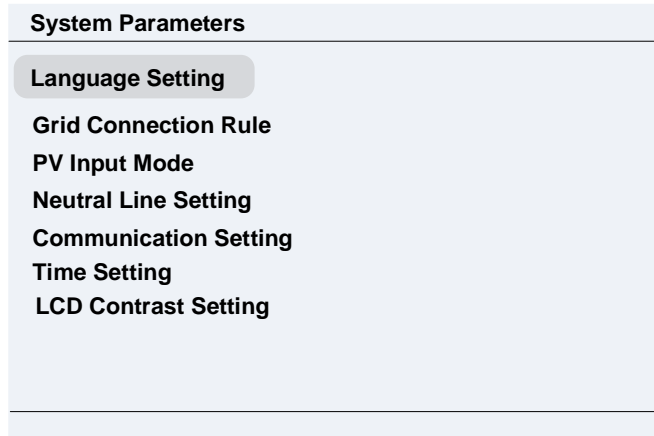 System Parameters
Language Setting
Grid Connection Rule
PV Input Mode
Neutral Line Setting
Communication Setting
Time Setting
LCD Contrast Setting